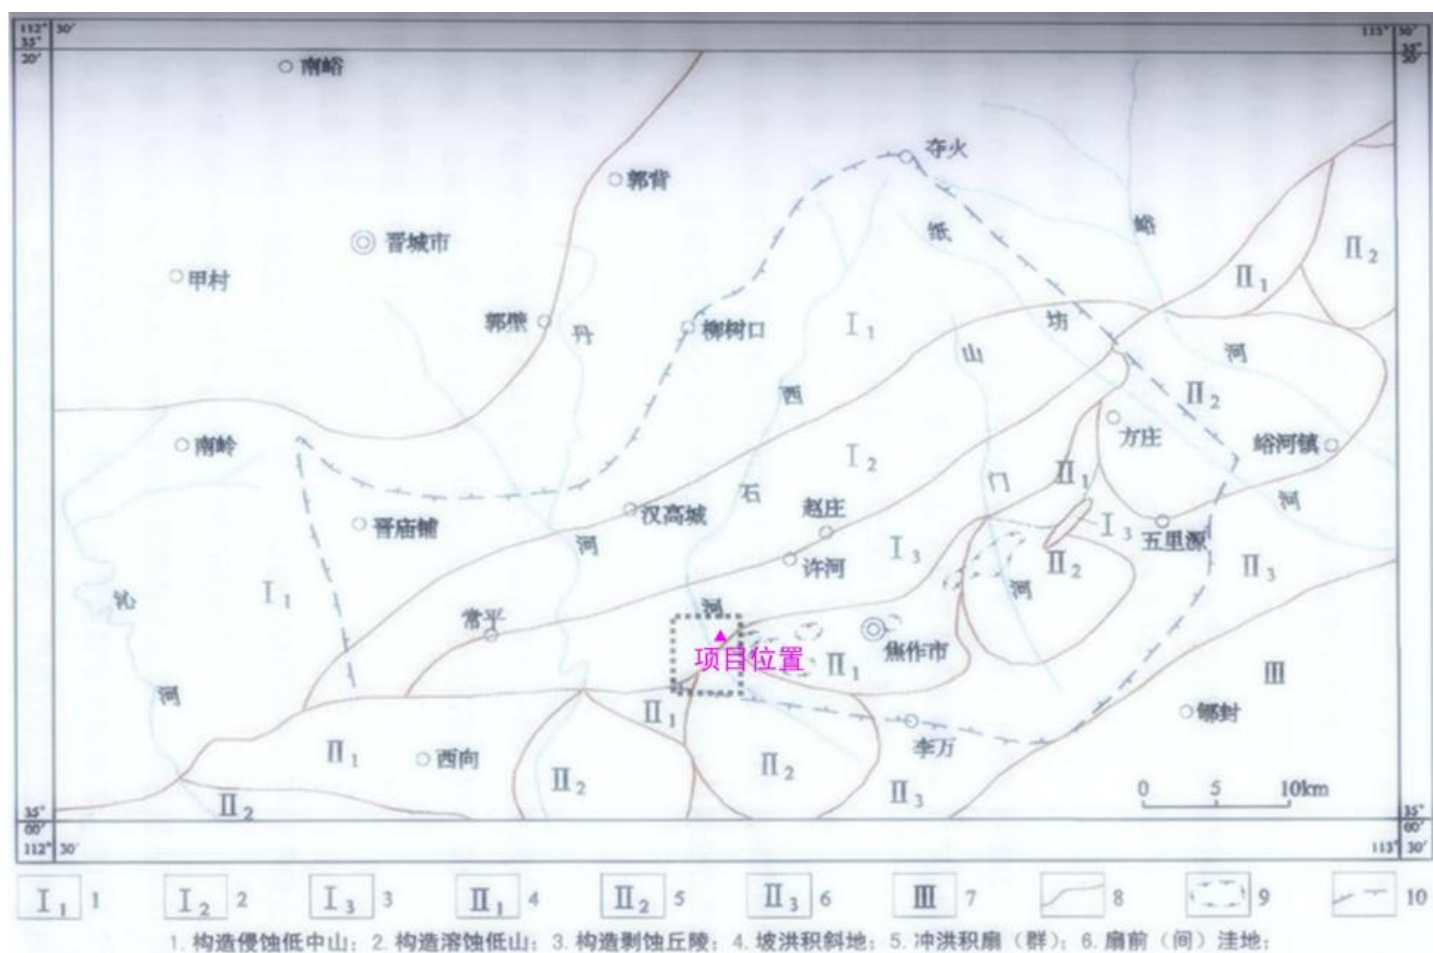 112° 30′
113° 30′
35° 20′
35° 20′
南峪
夺火
郭背
峪
晋城市
纸
甲村
Ⅱ₂
Ⅱ₁
郭壁
丹
柳树口
Ⅰ₁
坊
山
河
西
Ⅱ₂
南岭
方庄
峪河镇
Ⅰ₂
Ⅱ₁
门
石
赵庄
河
汉高城
晋庙铺
Ⅰ₃
五里源
河
Ⅰ₃
许河
Ⅱ₂
Ⅱ₃
Ⅰ₁
河
沁
常平
河
焦作市
项目位置
Ⅱ₁
Ⅲ
河
Ⅱ₁
郇封
李万
Ⅱ₁
西向
Ⅱ₂
Ⅱ₂
Ⅱ₃
0 5 10km
Ⅱ₂
35° 00′
35° 00′
112° 30′
113° 30′
Ⅰ₁ 1 Ⅰ₂ 2 Ⅰ₃ 3 Ⅱ₁ 4 Ⅱ₂ 5 Ⅱ₃ 6 Ⅲ 7 8 9 10
1. 构造侵蚀低中山; 2. 构造溶蚀低山; 3. 构造剥蚀丘陵; 4. 坡洪积斜地; 5. 冲洪积扇（群）; 6. 扇前（间）洼地;